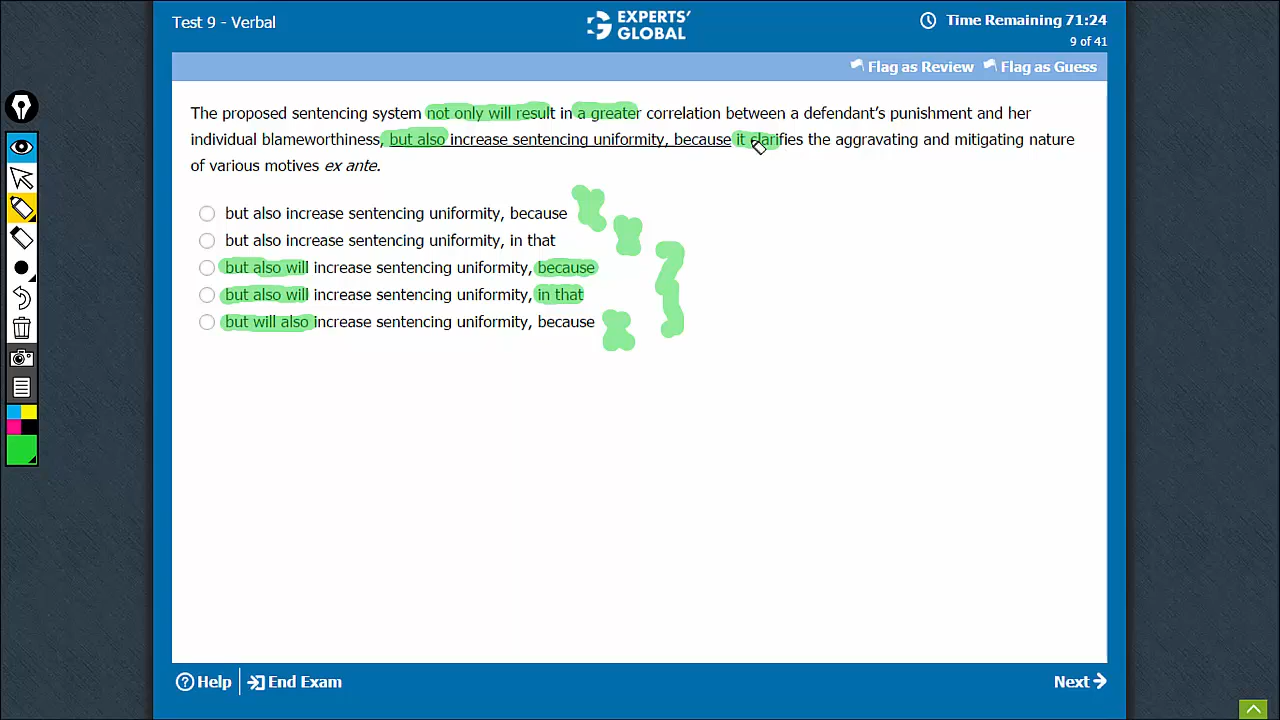 Test 9 - Verbal
EXPERTS'
GLOBAL
Time Remaining 71:24
9 of 41
Flag as Review
Flag as Guess
The proposed sentencing system not only will result in a greater correlation between a defendant's punishment and her
individual blameworthiness, but also increase sentencing uniformity, because it clarifies the aggravating and mitigating nature
of various motives ex ante.
but also increase sentencing uniformity, because
but also increase sentencing uniformity, in that
but also will increase sentencing uniformity, because
but also will increase sentencing uniformity, in that
but will also increase sentencing uniformity, because
Help
End Exam
Next